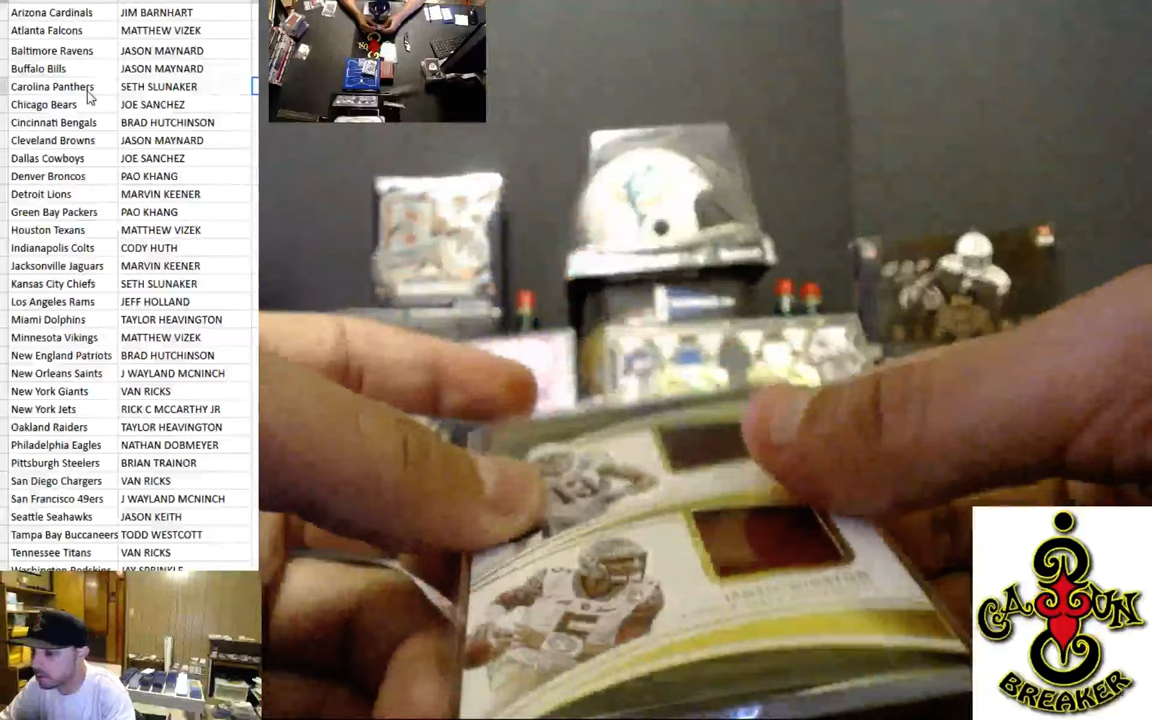 Arizona Cardinals JIM BARNHART
Atlanta Falcons MATTHEW VIZEK
Baltimore Ravens JASON MAYNARD
Buffalo Bills JASON MAYNARD
Carolina Panthers SETH SLUNAKER
Chicago Bears JOE SANCHEZ
Cincinnati Bengals BRAD HUTCHINSON
Cleveland Browns JASON MAYNARD
Dallas Cowboys JOE SANCHEZ
Denver Broncos PAO KHANG
Detroit Lions MARVIN KEENER
Green Bay Packers PAO KHANG
Houston Texans MATTHEW VIZEK
Indianapolis Colts CODY HUTH
Jacksonville Jaguars MARVIN KEENER
Kansas City Chiefs SETH SLUNAKER
Los Angeles Rams JEFF HOLLAND
Miami Dolphins TAYLOR HEAVINGTON
Minnesota Vikings MATTHEW VIZEK
New England Patriots BRAD HUTCHINSON
New Orleans Saints J WAYLAND MCNINCH
New York Giants VAN RICKS
New York Jets RICK C MCCARTHY JR
Oakland Raiders TAYLOR HEAVINGTON
Philadelphia Eagles NATHAN DOBMEYER
Pittsburgh Steelers BRIAN TRAINOR
San Diego Chargers VAN RICKS
San Francisco 49ers J WAYLAND MCNINCH
Seattle Seahawks JASON KEITH
Tampa Bay Buccaneers TODD WESTCOTT
Tennessee Titans VAN RICKS
Washington Redskins JAY SPRINKLE
5
CAJUN
BREAKER